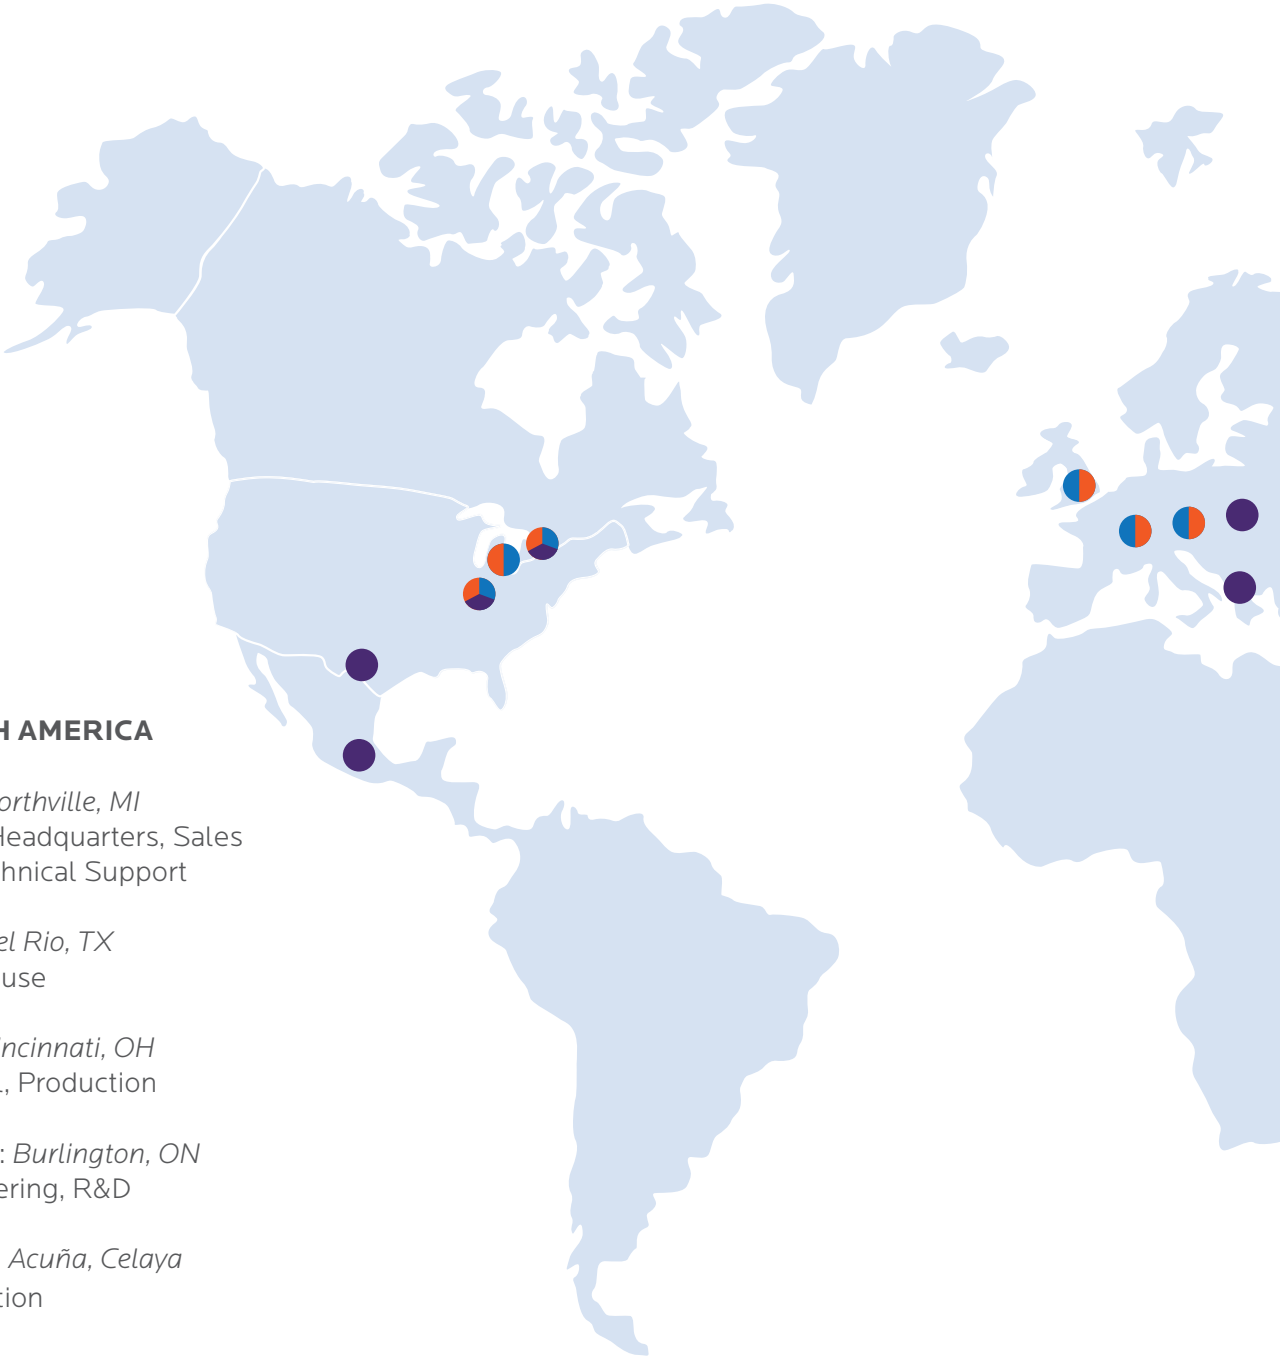 H AMERICA
orthville, MI
Headquarters, Sales
hnical Support
el Rio, TX
use
ncinnati, OH
, Production
: Burlington, ON
ering, R&D
Acuña, Celaya
tion